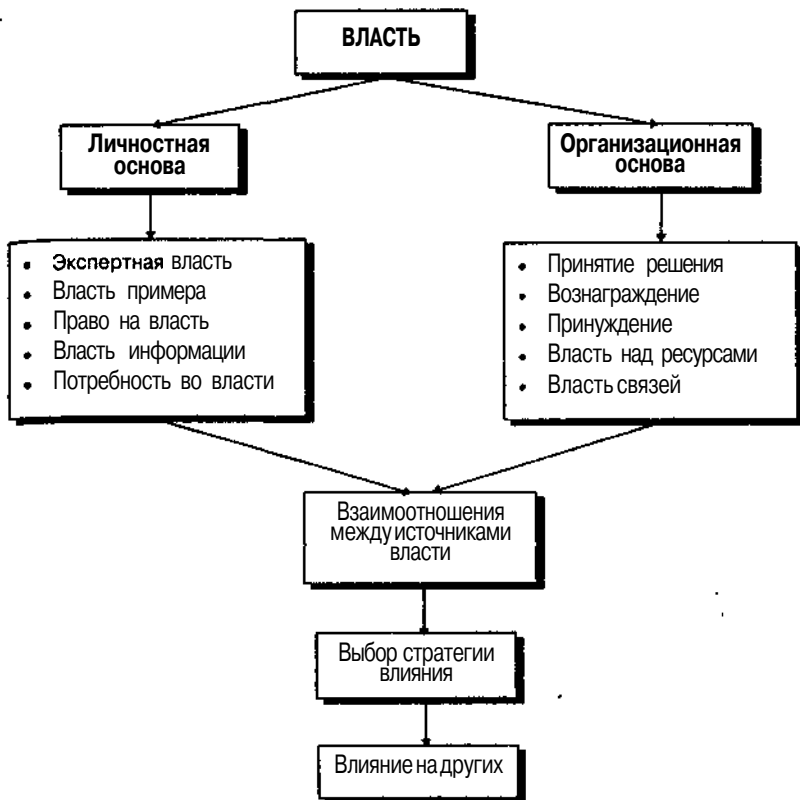 ВЛАСТЬ
Личностная
основа
Организационная
основа
• Экспертная власть
• Власть примера
• Право на власть
• Власть информации
• Потребность во власти
• Принятие решения
• Вознаграждение
• Принуждение
• Власть над ресурсами
• Власть связей
Взаимоотношения
между источниками
власти
Выбор стратегии
влияния
Влияние на других